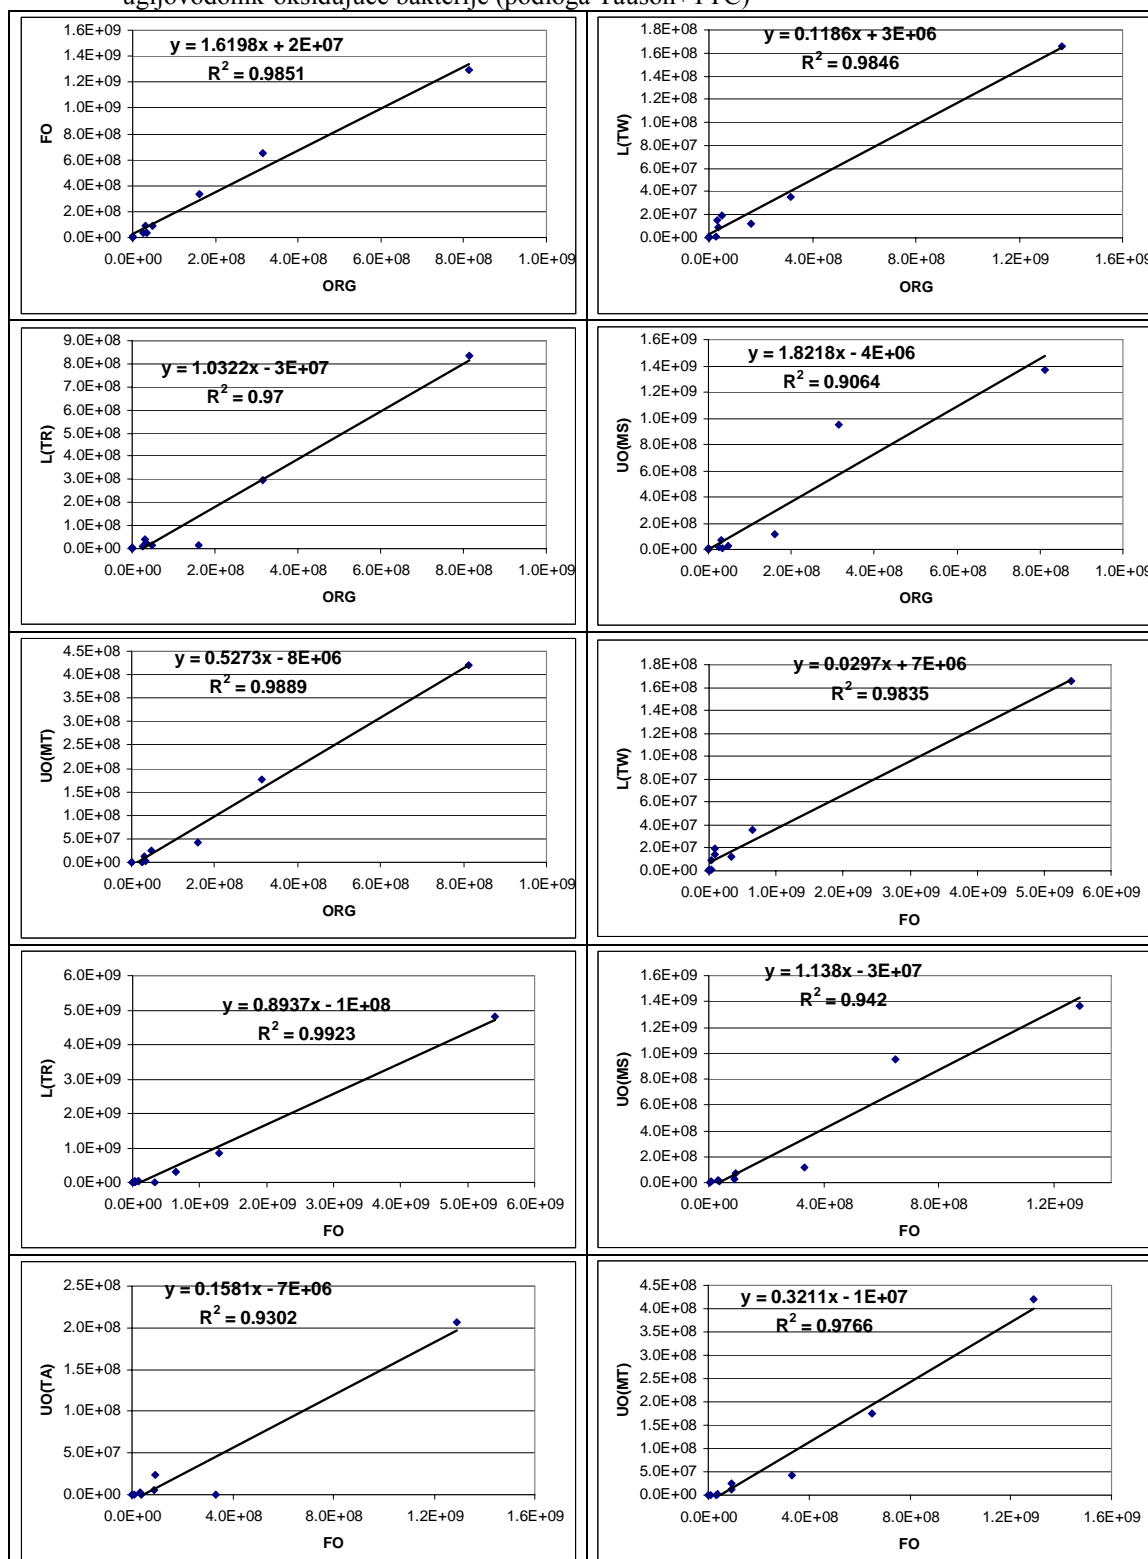 ugljovodonik-oksidujuće bakterije (podloga Tauson+TTC)
y = 1.6198x + 2E+07
R² = 0.9851
1.6E+09
1.4E+09
1.2E+09
1.0E+09
8.0E+08
6.0E+08
4.0E+08
2.0E+08
0.0E+00
FO
0.0E+00 2.0E+08 4.0E+08 6.0E+08 8.0E+08 1.0E+09
ORG
y = 0.1186x + 3E+06
R² = 0.9846
1.8E+08
1.6E+08
1.4E+08
1.2E+08
1.0E+08
8.0E+07
6.0E+07
4.0E+07
2.0E+07
0.0E+00
L(TW)
0.0E+00 4.0E+08 8.0E+08 1.2E+09 1.6E+09
ORG
y = 1.0322x - 3E+07
R² = 0.97
9.0E+08
8.0E+08
7.0E+08
6.0E+08
5.0E+08
4.0E+08
3.0E+08
2.0E+08
1.0E+08
0.0E+00
L(TR)
0.0E+00 2.0E+08 4.0E+08 6.0E+08 8.0E+08 1.0E+09
ORG
y = 1.8218x - 4E+06
R² = 0.9064
1.6E+09
1.4E+09
1.2E+09
1.0E+09
8.0E+08
6.0E+08
4.0E+08
2.0E+08
0.0E+00
UO(MS)
0.0E+00 2.0E+08 4.0E+08 6.0E+08 8.0E+08 1.0E+09
ORG
y = 0.5273x - 8E+06
R² = 0.9889
4.5E+08
4.0E+08
3.5E+08
3.0E+08
2.5E+08
2.0E+08
1.5E+08
1.0E+08
5.0E+07
0.0E+00
UO(MT)
0.0E+00 2.0E+08 4.0E+08 6.0E+08 8.0E+08 1.0E+09
ORG
y = 0.0297x + 7E+06
R² = 0.9835
1.8E+08
1.6E+08
1.4E+08
1.2E+08
1.0E+08
8.0E+07
6.0E+07
4.0E+07
2.0E+07
0.0E+00
L(TW)
0.0E+00 1.0E+09 2.0E+09 3.0E+09 4.0E+09 5.0E+09 6.0E+09
FO
y = 0.8937x - 1E+08
R² = 0.9923
6.0E+09
5.0E+09
4.0E+09
3.0E+09
2.0E+09
1.0E+09
0.0E+00
L(TR)
0.0E+00 1.0E+09 2.0E+09 3.0E+09 4.0E+09 5.0E+09 6.0E+09
FO
y = 1.138x - 3E+07
R² = 0.942
1.6E+09
1.4E+09
1.2E+09
1.0E+09
8.0E+08
6.0E+08
4.0E+08
2.0E+08
0.0E+00
UO(MS)
0.0E+00 4.0E+08 8.0E+08 1.2E+09
FO
y = 0.1581x - 7E+06
R² = 0.9302
2.5E+08
2.0E+08
1.5E+08
1.0E+08
5.0E+07
0.0E+00
UO(TA)
0.0E+00 4.0E+08 8.0E+08 1.2E+09 1.6E+09
FO
y = 0.3211x - 1E+07
R² = 0.9766
4.5E+08
4.0E+08
3.5E+08
3.0E+08
2.5E+08
2.0E+08
1.5E+08
1.0E+08
5.0E+07
0.0E+00
UO(MT)
0.0E+00 4.0E+08 8.0E+08 1.2E+09 1.6E+09
FO